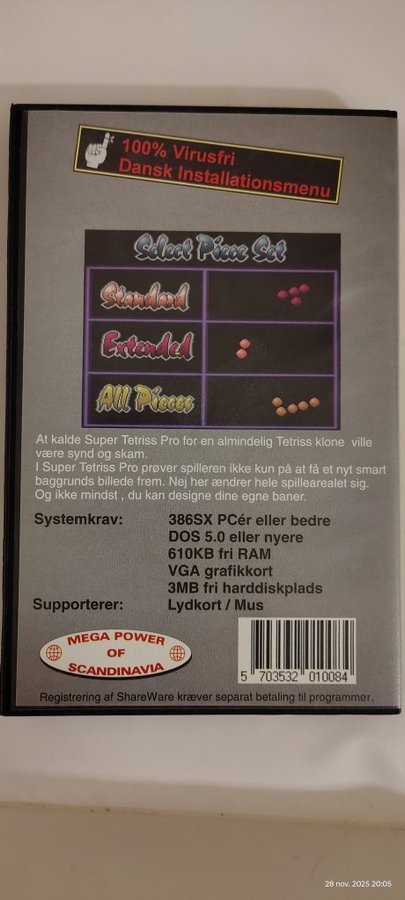 100% Virusfri
Dansk Installationsmenu
Select Piece Set
Standard
Extended
All Pieces
At kalde Super Tetriss Pro for en almindelig Tetriss klone ville
være synd og skam.
I Super Tetriss Pro prøver spilleren ikke kun på at få et nyt smart
baggrunds billede frem. Nej her ændrer hele spillearealet sig.
Og ikke mindst , du kan designe dine egne baner.
Systemkrav: 386SX PCér eller bedre
DOS 5.0 eller nyere
610KB fri RAM
VGA grafikkort
3MB fri harddiskplads
Supporterer: Lydkort / Mus
MEGA POWER
OF
SCANDINAVIA
5 703532 010084
Registrering af ShareWare kræver separat betaling til programmør.
28 nov. 2025 20:05